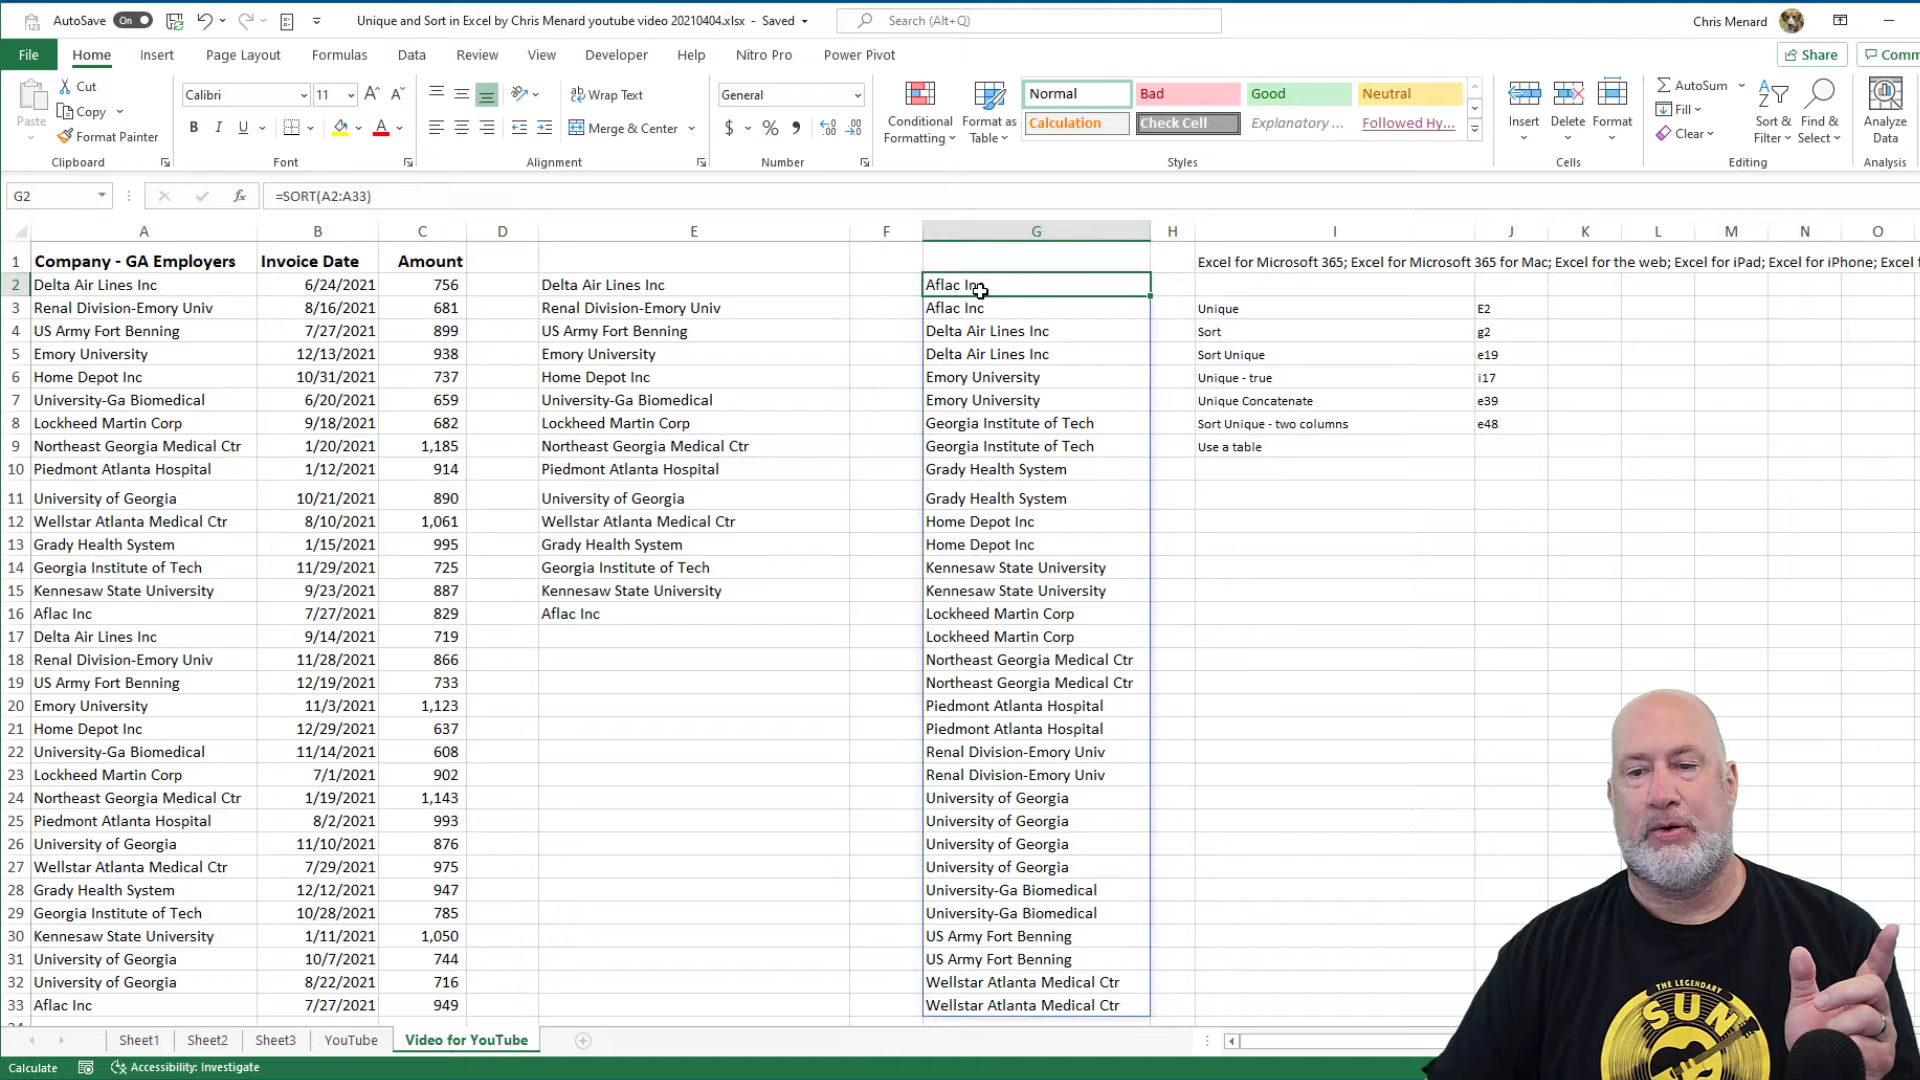 AutoSave On Unique and Sort in Excel by Chris Menard youtube video 20210404.xlsx - Saved Search (Alt+Q) Chris Menard
File Home Insert Page Layout Formulas Data Review View Developer Help Nitro Pro Power Pivot Share Comm
Paste
Cut
Copy
Format Painter
Clipboard
Calibri 11
B I U
Font
Wrap Text
Merge & Center
Alignment
General
$ % ,
Number
Conditional Formatting
Format as Table
Normal Bad Good Neutral
Calculation Check Cell Explanatory ... Followed Hy...
Styles
Insert Delete Format
Cells
AutoSum
Fill
Clear
Sort & Filter
Find & Select
Editing
Analyze Data
Analysis
G2 fx =SORT(A2:A33)
A B C D E F G H I J K L M N O
1 Company - GA Employers Invoice Date Amount Excel for Microsoft 365; Excel for Microsoft 365 for Mac; Excel for the web; Excel for iPad; Excel for iPhone; Excel f
2 Delta Air Lines Inc 6/24/2021 756 Delta Air Lines Inc Aflac Inc
3 Renal Division-Emory Univ 8/16/2021 681 Renal Division-Emory Univ Aflac Inc Unique E2
4 US Army Fort Benning 7/27/2021 899 US Army Fort Benning Delta Air Lines Inc Sort g2
5 Emory University 12/13/2021 938 Emory University Delta Air Lines Inc Sort Unique e19
6 Home Depot Inc 10/31/2021 737 Home Depot Inc Emory University Unique - true i17
7 University-Ga Biomedical 6/20/2021 659 University-Ga Biomedical Emory University Unique Concatenate e39
8 Lockheed Martin Corp 9/18/2021 682 Lockheed Martin Corp Georgia Institute of Tech Sort Unique - two columns e48
9 Northeast Georgia Medical Ctr 1/20/2021 1,185 Northeast Georgia Medical Ctr Georgia Institute of Tech Use a table
10 Piedmont Atlanta Hospital 1/12/2021 914 Piedmont Atlanta Hospital Grady Health System
11 University of Georgia 10/21/2021 890 University of Georgia Grady Health System
12 Wellstar Atlanta Medical Ctr 8/10/2021 1,061 Wellstar Atlanta Medical Ctr Home Depot Inc
13 Grady Health System 1/15/2021 995 Grady Health System Home Depot Inc
14 Georgia Institute of Tech 11/29/2021 725 Georgia Institute of Tech Kennesaw State University
15 Kennesaw State University 9/23/2021 887 Kennesaw State University Kennesaw State University
16 Aflac Inc 7/27/2021 829 Aflac Inc Lockheed Martin Corp
17 Delta Air Lines Inc 9/14/2021 719 Lockheed Martin Corp
18 Renal Division-Emory Univ 11/28/2021 866 Northeast Georgia Medical Ctr
19 US Army Fort Benning 12/19/2021 733 Northeast Georgia Medical Ctr
20 Emory University 11/3/2021 1,123 Piedmont Atlanta Hospital
21 Home Depot Inc 12/29/2021 637 Piedmont Atlanta Hospital
22 University-Ga Biomedical 11/14/2021 608 Renal Division-Emory Univ
23 Lockheed Martin Corp 7/1/2021 902 Renal Division-Emory Univ
24 Northeast Georgia Medical Ctr 1/19/2021 1,143 University of Georgia
25 Piedmont Atlanta Hospital 8/2/2021 993 University of Georgia
26 University of Georgia 11/10/2021 876 University of Georgia
27 Wellstar Atlanta Medical Ctr 7/29/2021 975 University of Georgia
28 Grady Health System 12/12/2021 947 University-Ga Biomedical
29 Georgia Institute of Tech 10/28/2021 785 University-Ga Biomedical
30 Kennesaw State University 1/11/2021 1,050 US Army Fort Benning
31 University of Georgia 10/7/2021 744 US Army Fort Benning
32 University of Georgia 8/22/2021 716 Wellstar Atlanta Medical Ctr
33 Aflac Inc 7/27/2021 949 Wellstar Atlanta Medical Ctr
THE LEGENDARY
SUN
Sheet1 Sheet2 Sheet3 YouTube Video for YouTube
Calculate Accessibility: Investigate